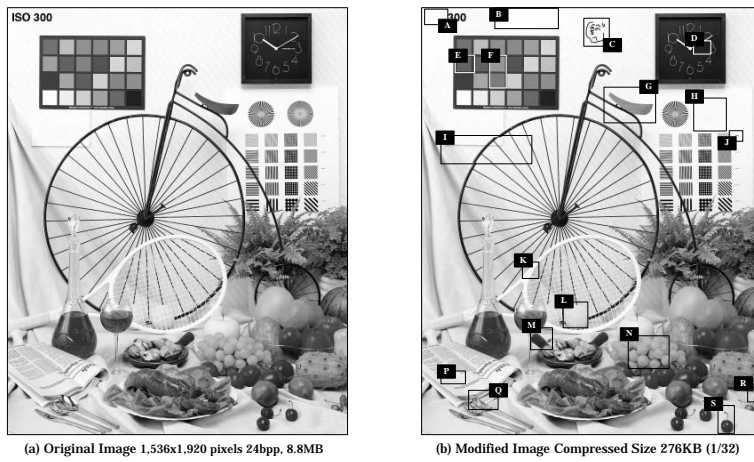 ISO 300
300
A
B
C
D
E
F
G
H
I
J
K
L
M
N
P
Q
R
S
(a) Original Image 1,536x1,920 pixels 24bpp, 8.8MB
(b) Modified Image Compressed Size 276KB (1/32)